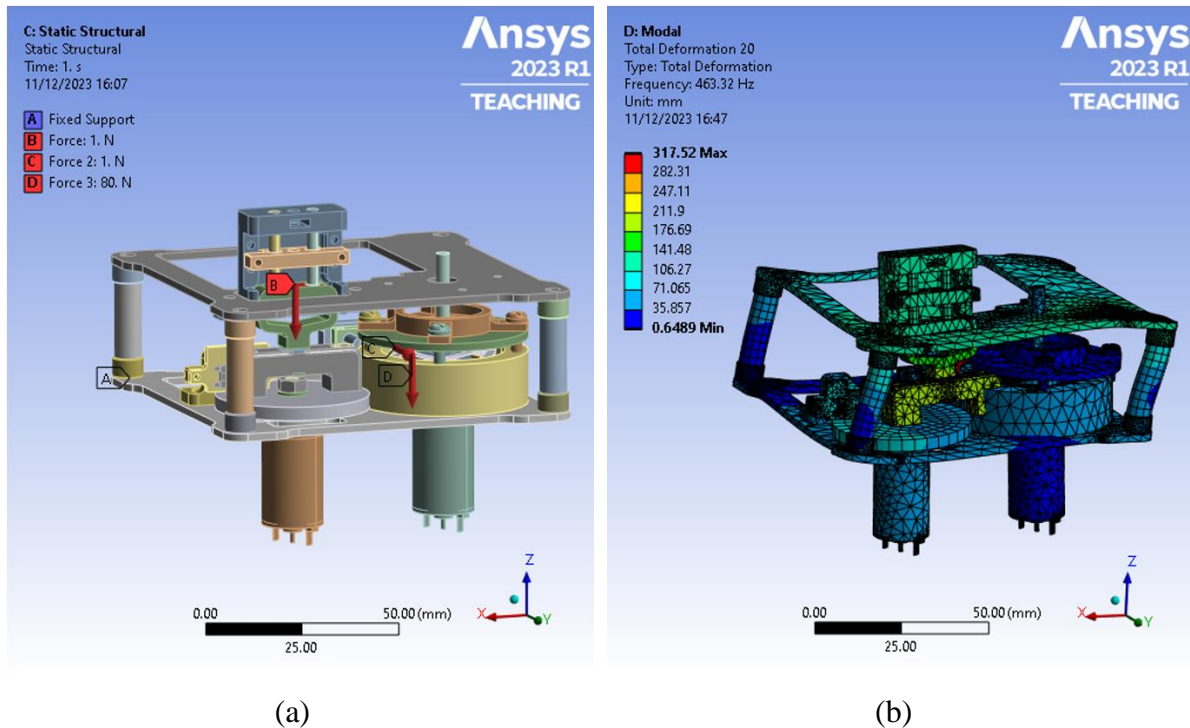 C: Static Structural
Static Structural
Time: 1. s
11/12/2023 16:07
A Fixed Support
B Force: 1. N
C Force 2: 1. N
D Force 3: 80. N
Ansys
2023 R1
TEACHING
B
C
A
D
Z
X
Y
0.00
50.00 (mm)
25.00
(a)
D: Modal
Total Deformation 20
Type: Total Deformation
Frequency: 463.32 Hz
Unit: mm
11/12/2023 16:47
Ansys
2023 R1
TEACHING
317.52 Max
282.31
247.11
211.9
176.69
141.48
106.27
71.065
35.857
0.6489 Min
Z
X
Y
0.00
50.00 (mm)
25.00
(b)